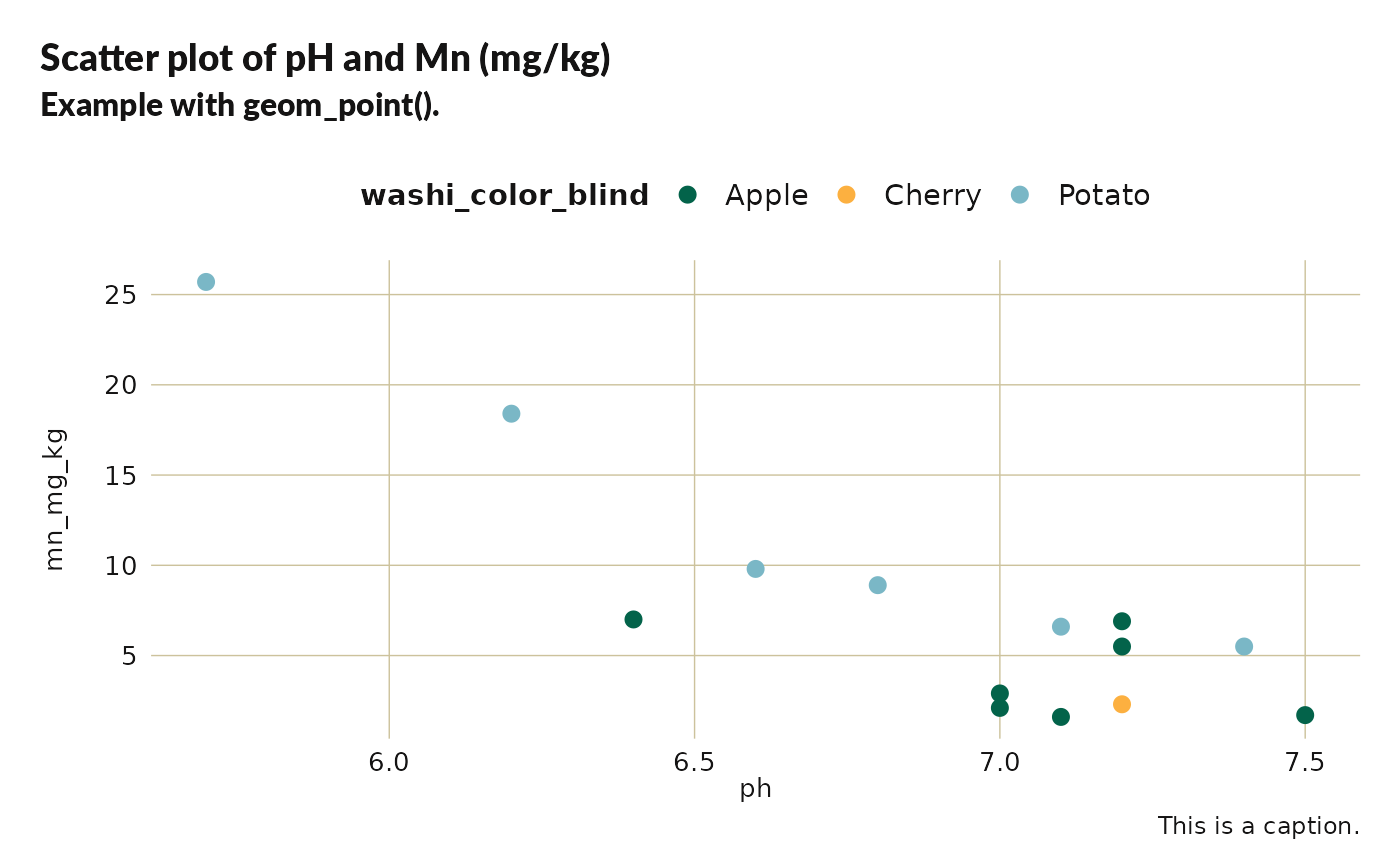 Scatter plot of pH and Mn (mg/kg)
Example with geom_point().
washi_color_blind Apple Cherry Potato
25
20
15
10
5
mn_mg_kg
6.0 6.5 7.0 7.5
ph
This is a caption.